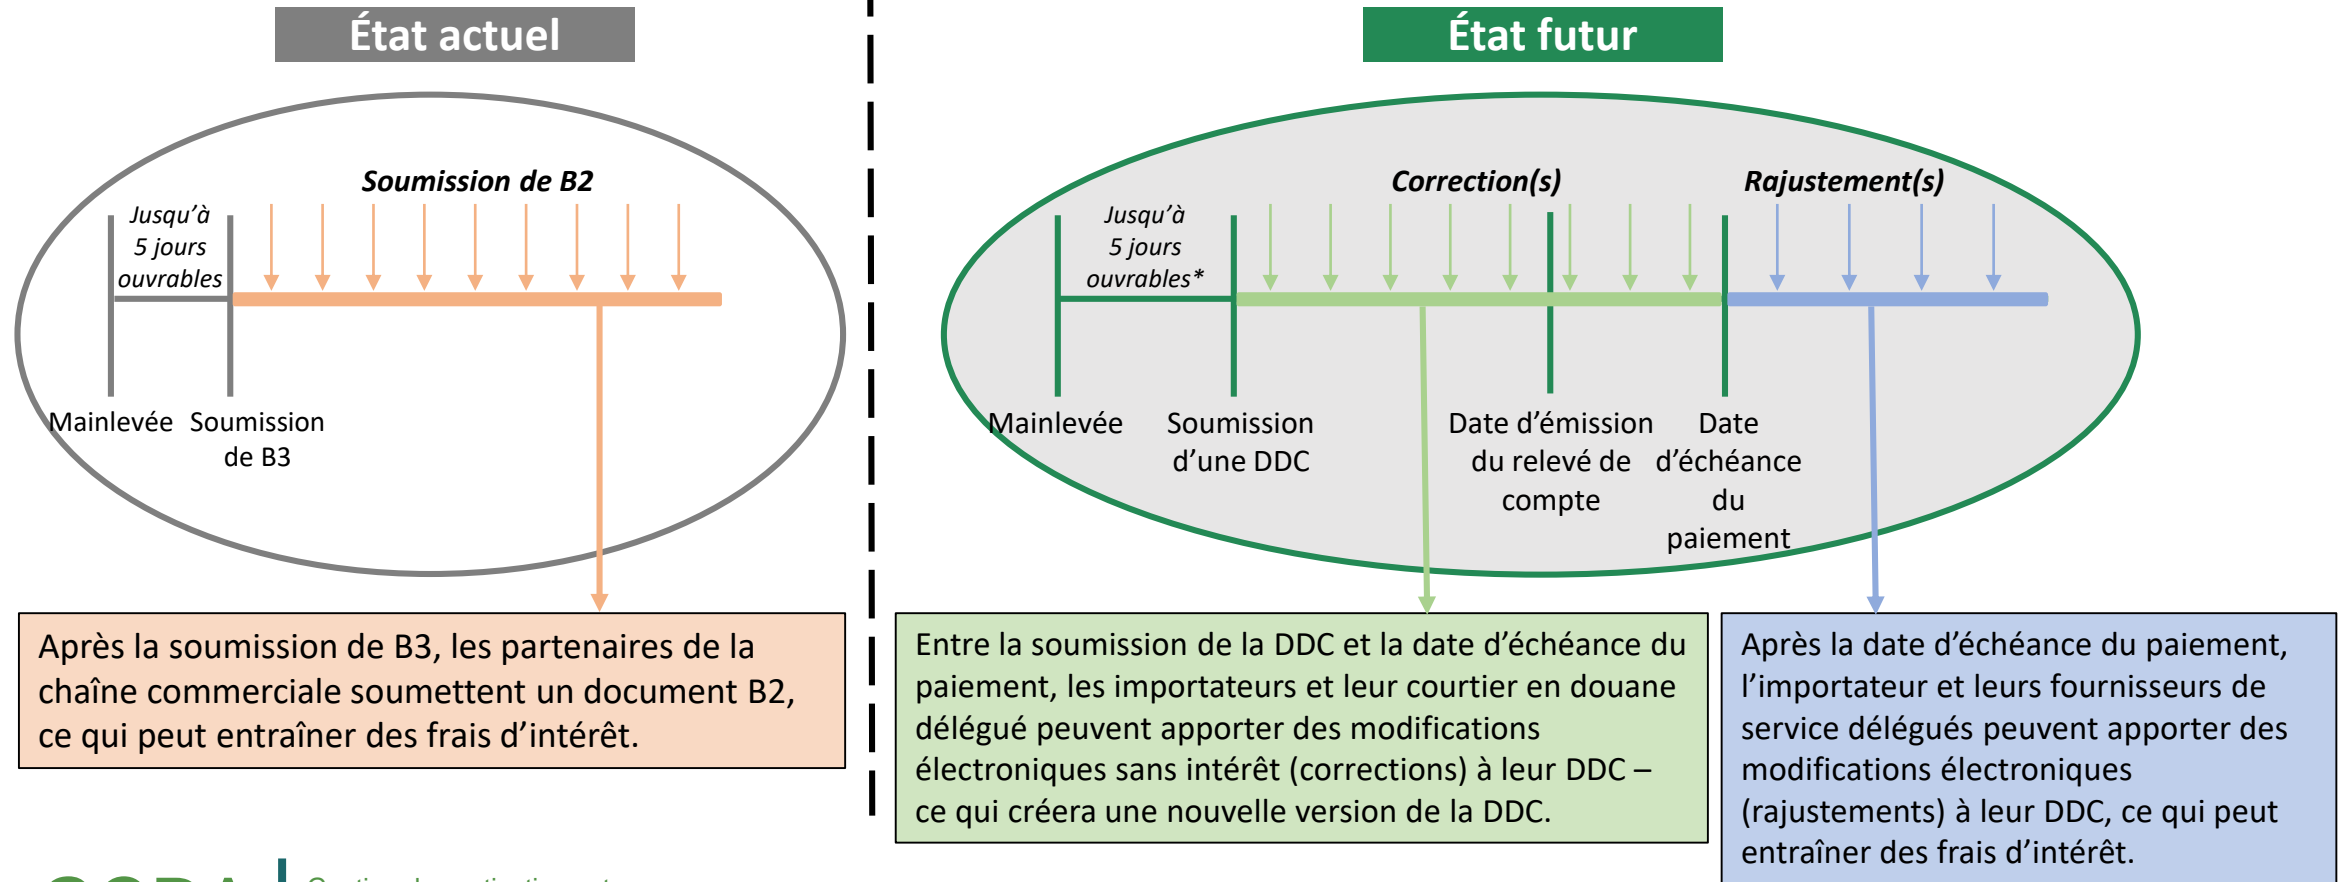 État actuel
Soumission de B2
Jusqu’à
5 jours
ouvrables
Mainlevée
Soumission
de B3
Après la soumission de B3, les partenaires de la
chaîne commerciale soumettent un document B2,
ce qui peut entraîner des frais d’intérêt.
État futur
Correction(s)
Rajustement(s)
Jusqu’à
5 jours
ouvrables*
Mainlevée
Soumission
d’une DDC
Date d’émission
du relevé de
compte
Date
d’échéance
du
paiement
Entre la soumission de la DDC et la date d’échéance du
paiement, les importateurs et leur courtier en douane
délégué peuvent apporter des modifications
électroniques sans intérêt (corrections) à leur DDC –
ce qui créera une nouvelle version de la DDC.
Après la date d’échéance du paiement,
l’importateur et leurs fournisseurs de
service délégués peuvent apporter des
modifications électroniques
(rajustements) à leur DDC, ce qui peut
entraîner des frais d’intérêt.